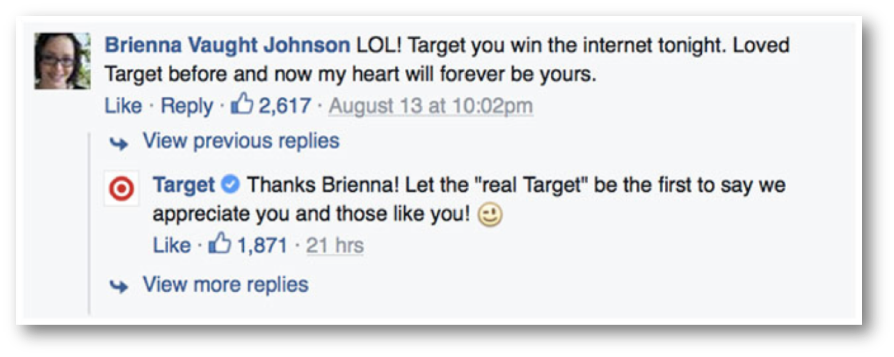 Brienna Vaught Johnson LOL! Target you win the internet tonight. Loved
Target before and now my heart will forever be yours.
Like · Reply · 2,617 · August 13 at 10:02pm
View previous replies
Target Thanks Brienna! Let the "real Target" be the first to say we
appreciate you and those like you!
Like · 1,871 · 21 hrs
View more replies